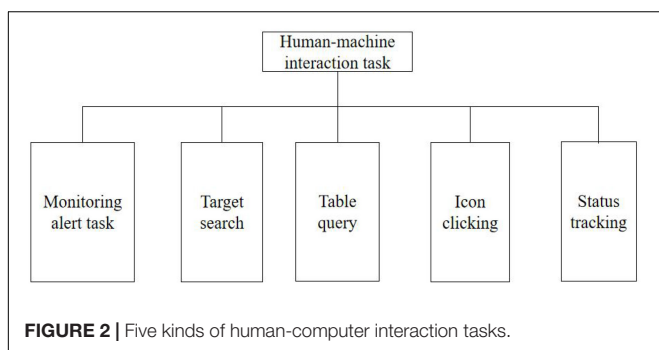 Human-machine
interaction task
Monitoring
alert task
Target
search
Table
query
Icon
clicking
Status
tracking
FIGURE 2 | Five kinds of human-computer interaction tasks.